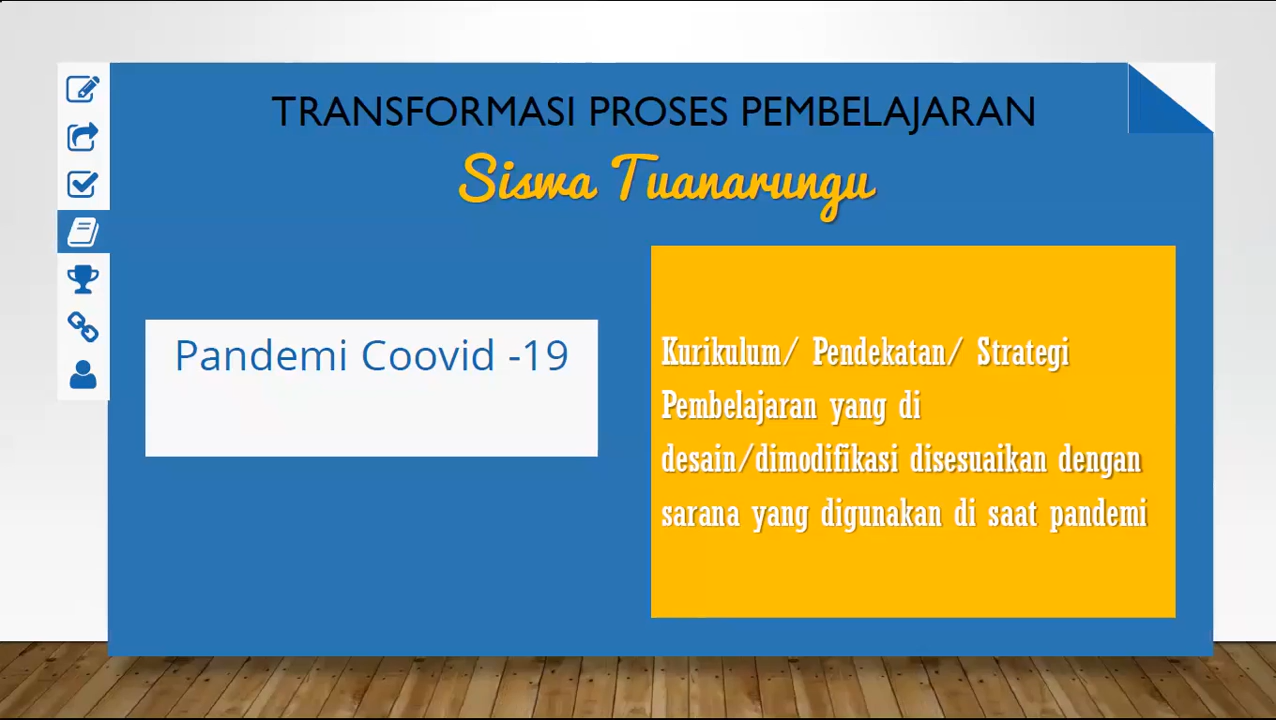 TRANSFORMASI PROSES PEMBELAJARAN
Siswa Tuanarungu
Pandemi Coovid -19
Kurikulum/ Pendekatan/ Strategi
Pembelajaran yang di
desain/dimodifikasi disesuaikan dengan
sarana yang digunakan di saat pandemi